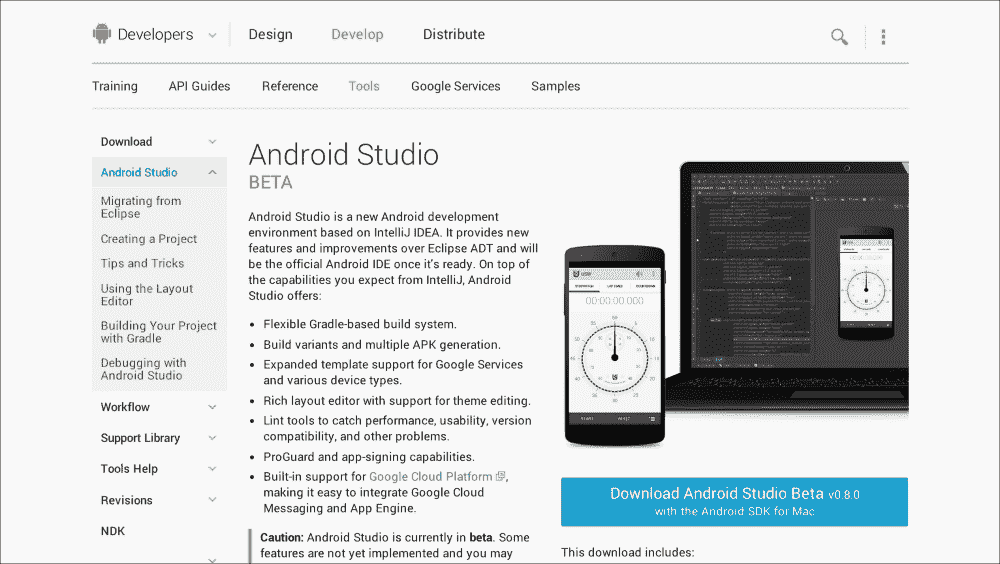 Developers
Design
Develop
Distribute
Training
API Guides
Reference
Tools
Google Services
Samples
Download
Android Studio
Migrating from
Eclipse
Creating a Project
Tips and Tricks
Using the Layout
Editor
Building Your Project
with Gradle
Debugging with
Android Studio
Workflow
Support Library
Tools Help
Revisions
NDK
Android Studio
BETA
Android Studio is a new Android development
environment based on IntelliJ IDEA. It provides new
features and improvements over Eclipse ADT and will
be the official Android IDE once it's ready. On top of
the capabilities you expect from IntelliJ, Android
Studio offers:
• Flexible Gradle-based build system.
• Build variants and multiple APK generation.
• Expanded template support for Google Services
and various device types.
• Rich layout editor with support for theme editing.
• Lint tools to catch performance, usability, version
compatibility, and other problems.
• ProGuard and app-signing capabilities.
• Built-in support for Google Cloud Platform,
making it easy to integrate Google Cloud
Messaging and App Engine.
Caution: Android Studio is currently in beta. Some
features are not yet implemented and you may
00:00:00.000
Download Android Studio Beta v0.8.0
with the Android SDK for Mac
This download includes: